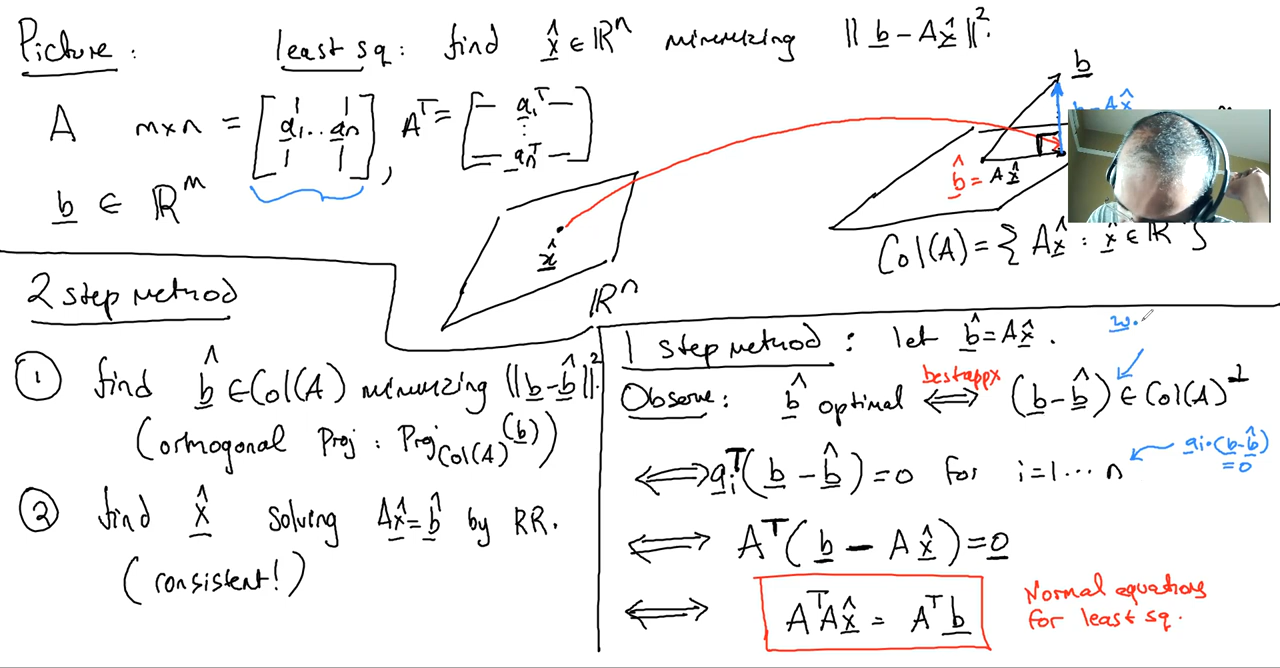 Picture: least sq: find x̂ ∈ ℝⁿ minimizing || b - Ax̂ ||².
A m×n = [a₁ .. aₙ], Aᵀ = [a₁ᵀ ⋮ aₙᵀ]
b ∈ ℝᵐ
b
b - Ax̂
b̂ = Ax̂
x̂
ℝⁿ
Col(A) = { Ax̂ : x̂ ∈ ℝⁿ }
2 step method
① find b̂ ∈ Col(A) minimizing ||b - b̂||².
(orthogonal Proj : Proj_Col(A) (b))
② find x̂ solving Ax̂ = b̂ by RR.
(consistent!)
1 step method : let b̂ = Ax̂.
w.
Observe: b̂ optimal ⟺ (b - b̂) ∈ Col(A)^⊥
best appx
⟺ aᵢᵀ(b - b̂) = 0 for i = 1 ... n
aᵢ·(b - b̂) = 0
⟺ Aᵀ(b - Ax̂) = 0
⟺ AᵀAx̂ = Aᵀb
Normal equations
for least sq.